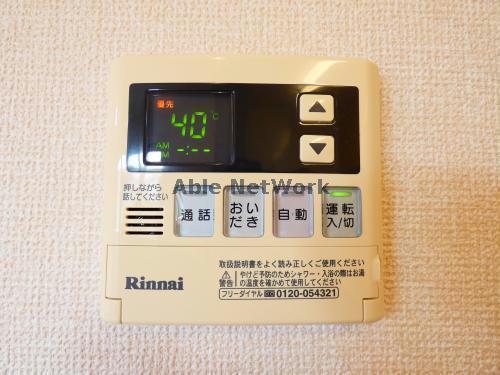 優先
40℃
AM
PM -:--
押しながら
話してください
Able NetWork
通話
おい
だき
自動
運転
入/切
Rinnai
取扱説明書をよく読み正しくご使用ください
警告 やけど予防のためシャワー・入浴の際はお湯
の温度を確かめて使用してください
フリーダイヤル 0120-054321